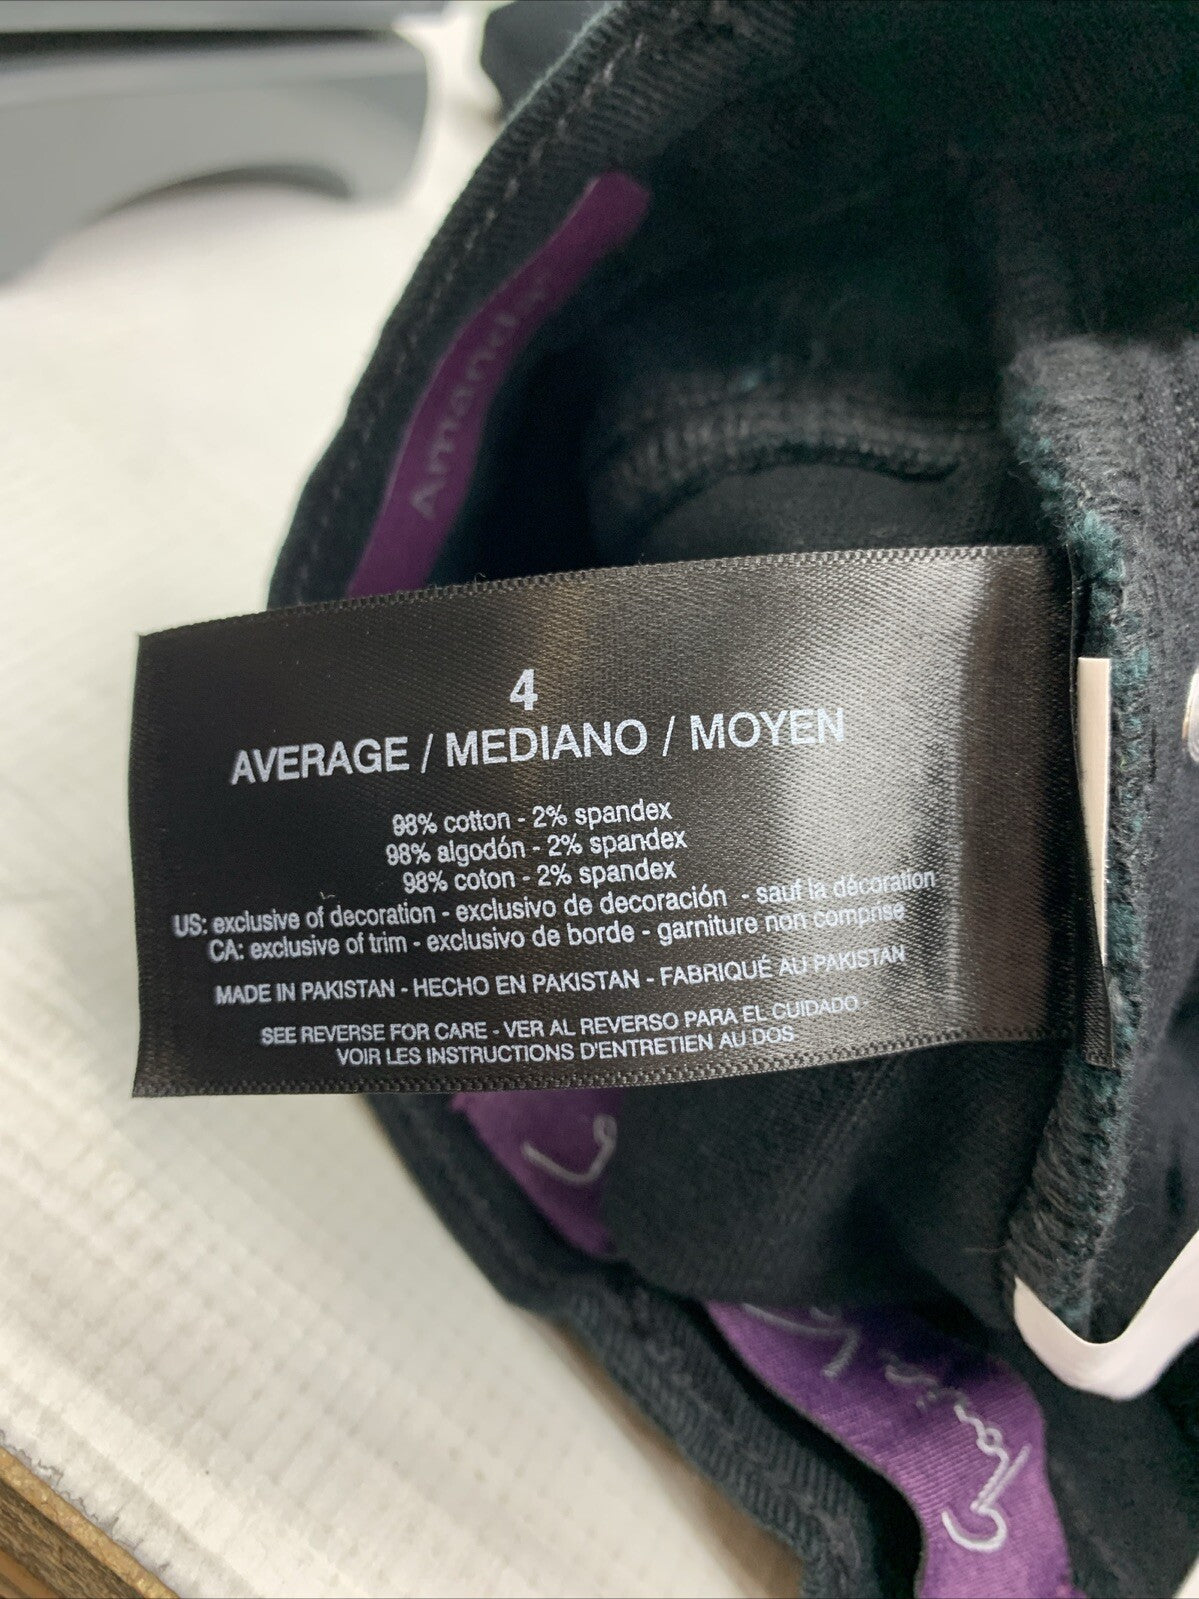 Amanda
4
AVERAGE / MEDIANO / MOYEN
98% cotton - 2% spandex
98% algodón - 2% spandex
98% coton - 2% spandex
US: exclusive of decoration - exclusivo de decoración - sauf la décoration
CA: exclusive of trim - exclusivo de borde - garniture non comprise
MADE IN PAKISTAN - HECHO EN PAKISTAN - FABRIQUÉ AU PAKISTAN
SEE REVERSE FOR CARE - VER AL REVERSO PARA EL CUIDADO -
VOIR LES INSTRUCTIONS D'ENTRETIEN AU DOS